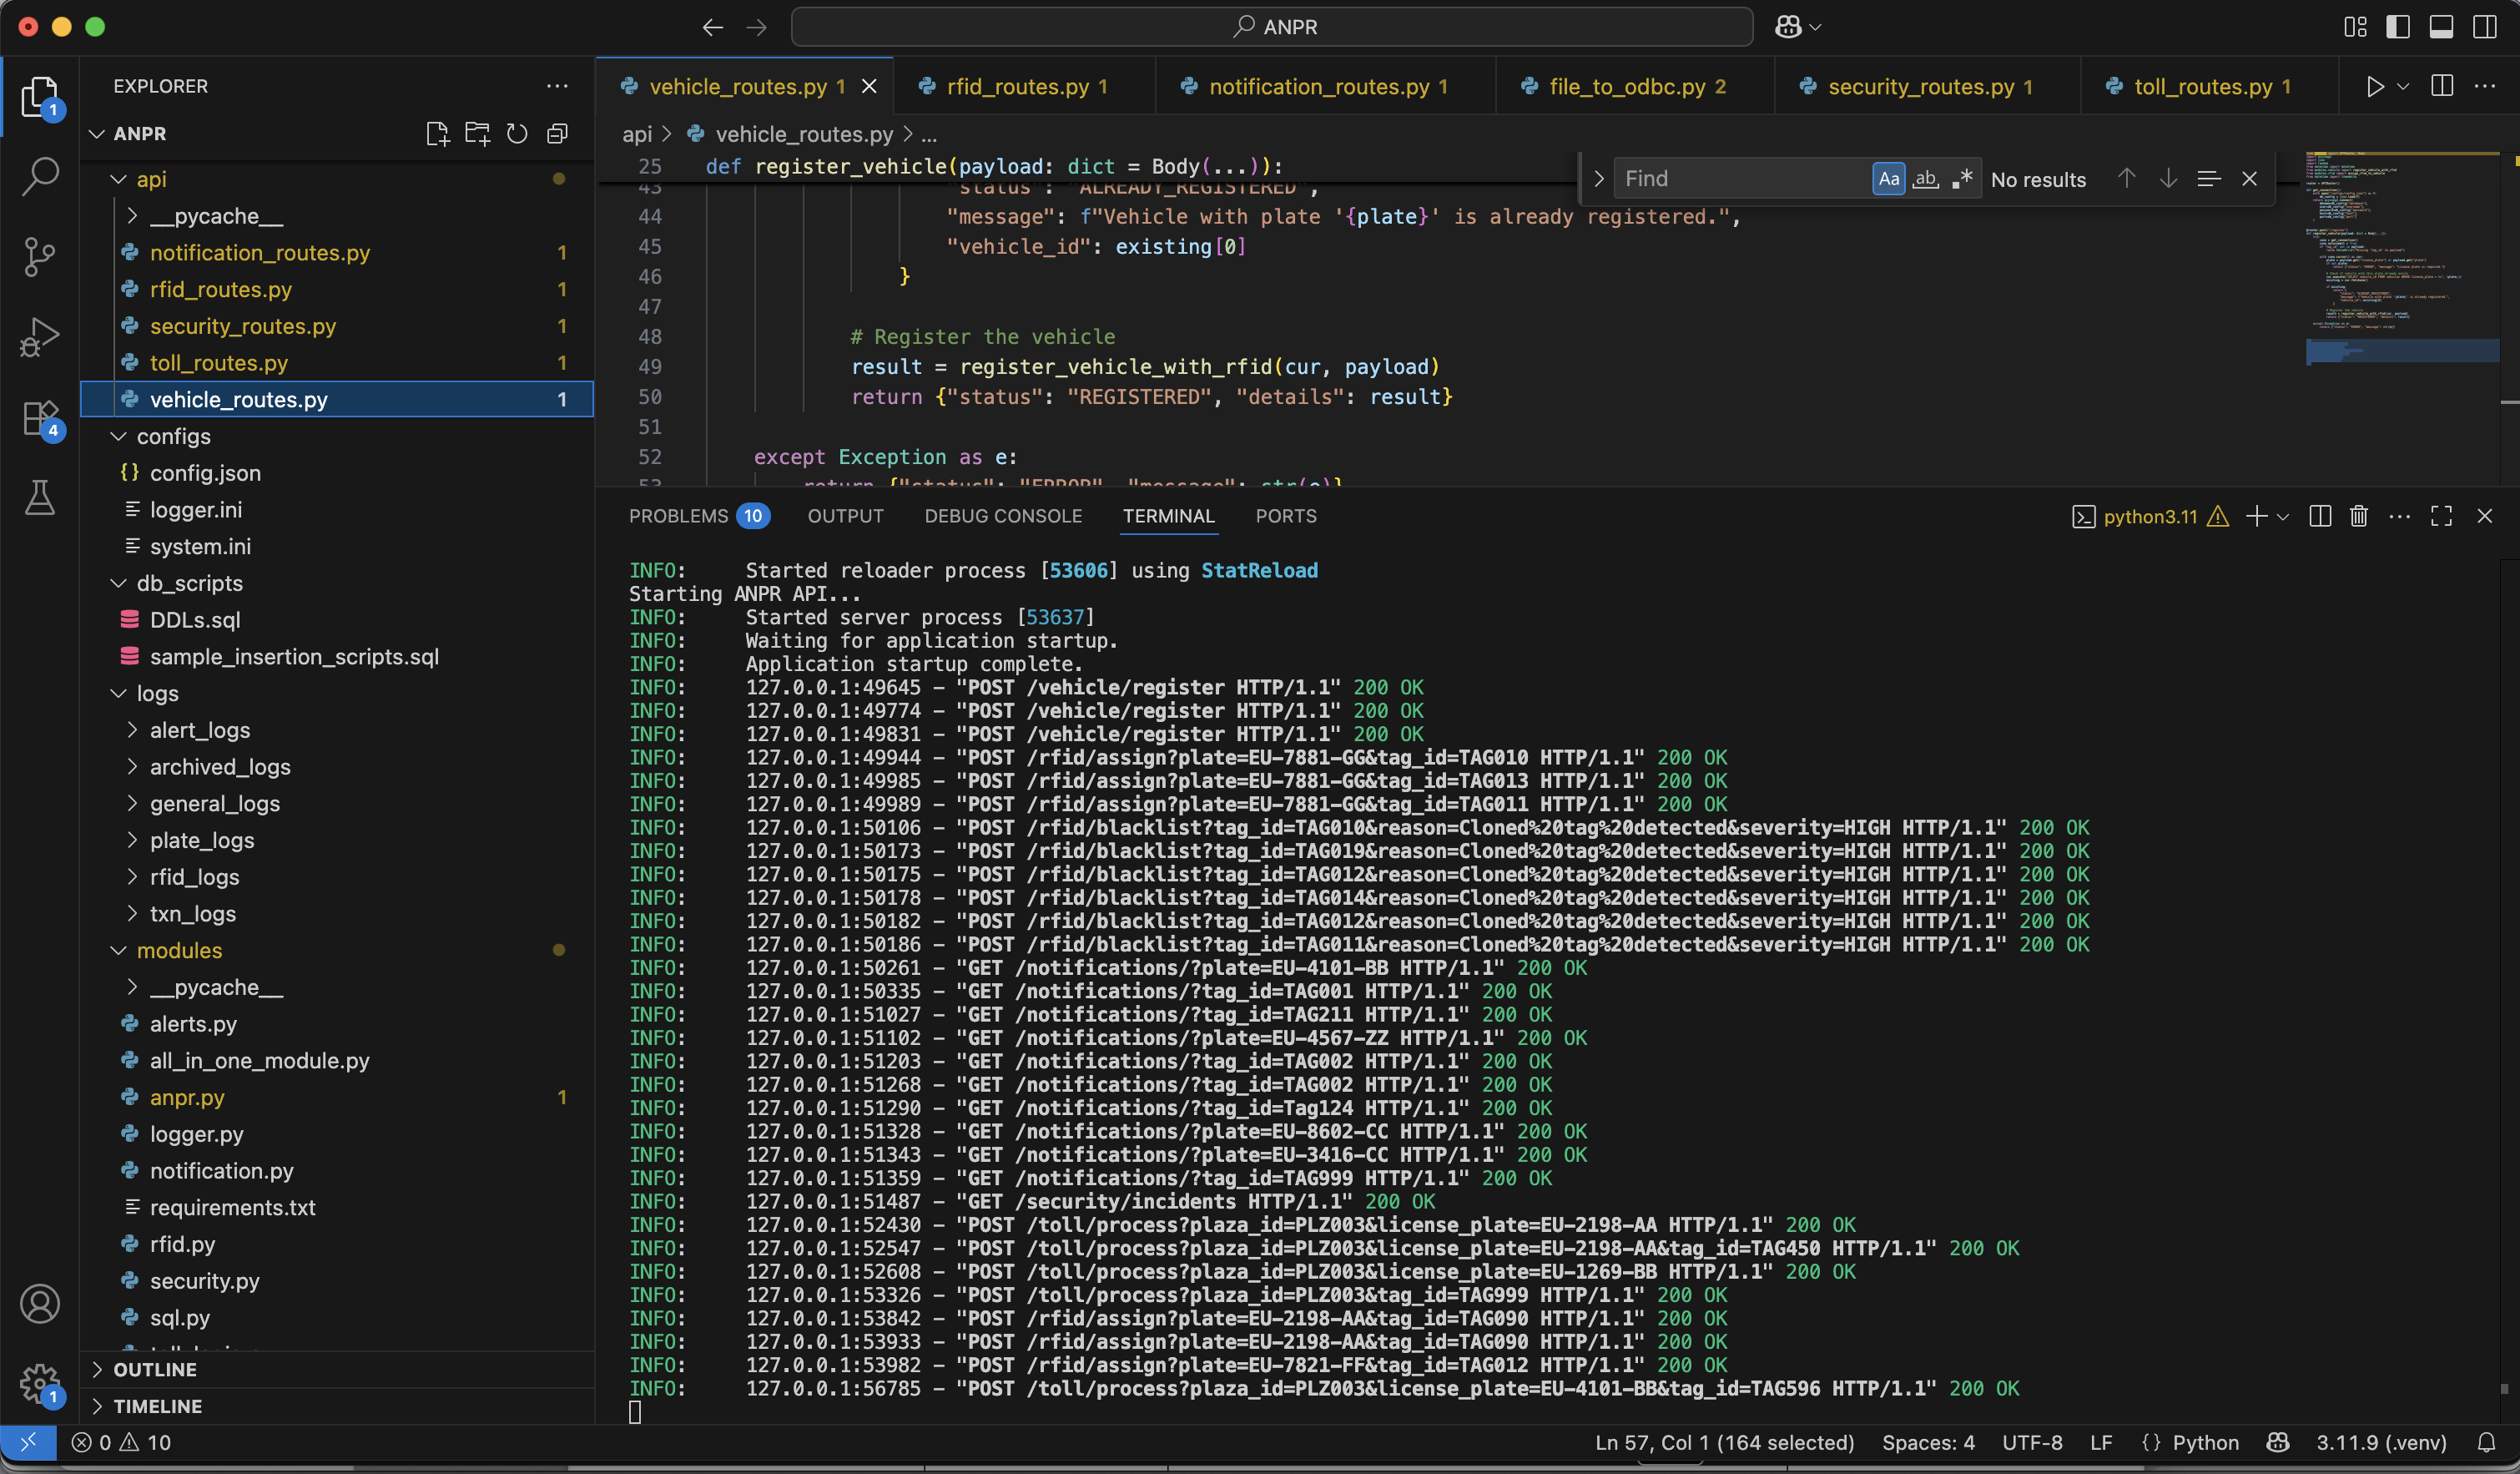 ANPR
EXPLORER
ANPR
api
__pycache__
notification_routes.py 1
rfid_routes.py 1
security_routes.py 1
toll_routes.py 1
vehicle_routes.py 1
configs
config.json
logger.ini
system.ini
db_scripts
DDLs.sql
sample_insertion_scripts.sql
logs
alert_logs
archived_logs
general_logs
plate_logs
rfid_logs
txn_logs
modules
__pycache__
alerts.py
all_in_one_module.py
anpr.py 1
logger.py
notification.py
requirements.txt
rfid.py
security.py
sql.py
OUTLINE
TIMELINE
1
4
1
vehicle_routes.py 1
rfid_routes.py 1
notification_routes.py 1
file_to_odbc.py 2
security_routes.py 1
toll_routes.py 1
api > vehicle_routes.py > ...
Find
Aa
ab
.*
No results
25 def register_vehicle(payload: dict = Body(...)):
43 "status": "ALREADY_REGISTERED",
44 "message": f"Vehicle with plate '{plate}' is already registered.",
45 "vehicle_id": existing[0]
46 }
47
48 # Register the vehicle
49 result = register_vehicle_with_rfid(cur, payload)
50 return {"status": "REGISTERED", "details": result}
51
52 except Exception as e:
53 return {"status": "ERROR", "message": str(e)}
PROBLEMS 10
OUTPUT
DEBUG CONSOLE
TERMINAL
PORTS
python3.11
INFO: Started reloader process [53606] using StatReload
Starting ANPR API...
INFO: Started server process [53637]
INFO: Waiting for application startup.
INFO: Application startup complete.
INFO: 127.0.0.1:49645 - "POST /vehicle/register HTTP/1.1" 200 OK
INFO: 127.0.0.1:49774 - "POST /vehicle/register HTTP/1.1" 200 OK
INFO: 127.0.0.1:49831 - "POST /vehicle/register HTTP/1.1" 200 OK
INFO: 127.0.0.1:49944 - "POST /rfid/assign?plate=EU-7881-GG&tag_id=TAG010 HTTP/1.1" 200 OK
INFO: 127.0.0.1:49985 - "POST /rfid/assign?plate=EU-7881-GG&tag_id=TAG013 HTTP/1.1" 200 OK
INFO: 127.0.0.1:49989 - "POST /rfid/assign?plate=EU-7881-GG&tag_id=TAG011 HTTP/1.1" 200 OK
INFO: 127.0.0.1:50106 - "POST /rfid/blacklist?tag_id=TAG010&reason=Cloned%20tag%20detected&severity=HIGH HTTP/1.1" 200 OK
INFO: 127.0.0.1:50173 - "POST /rfid/blacklist?tag_id=TAG019&reason=Cloned%20tag%20detected&severity=HIGH HTTP/1.1" 200 OK
INFO: 127.0.0.1:50175 - "POST /rfid/blacklist?tag_id=TAG012&reason=Cloned%20tag%20detected&severity=HIGH HTTP/1.1" 200 OK
INFO: 127.0.0.1:50178 - "POST /rfid/blacklist?tag_id=TAG014&reason=Cloned%20tag%20detected&severity=HIGH HTTP/1.1" 200 OK
INFO: 127.0.0.1:50182 - "POST /rfid/blacklist?tag_id=TAG012&reason=Cloned%20tag%20detected&severity=HIGH HTTP/1.1" 200 OK
INFO: 127.0.0.1:50186 - "POST /rfid/blacklist?tag_id=TAG011&reason=Cloned%20tag%20detected&severity=HIGH HTTP/1.1" 200 OK
INFO: 127.0.0.1:50261 - "GET /notifications/?plate=EU-4101-BB HTTP/1.1" 200 OK
INFO: 127.0.0.1:50335 - "GET /notifications/?tag_id=TAG001 HTTP/1.1" 200 OK
INFO: 127.0.0.1:51027 - "GET /notifications/?tag_id=TAG211 HTTP/1.1" 200 OK
INFO: 127.0.0.1:51102 - "GET /notifications/?plate=EU-4567-ZZ HTTP/1.1" 200 OK
INFO: 127.0.0.1:51203 - "GET /notifications/?tag_id=TAG002 HTTP/1.1" 200 OK
INFO: 127.0.0.1:51268 - "GET /notifications/?tag_id=TAG002 HTTP/1.1" 200 OK
INFO: 127.0.0.1:51290 - "GET /notifications/?tag_id=Tag124 HTTP/1.1" 200 OK
INFO: 127.0.0.1:51328 - "GET /notifications/?plate=EU-8602-CC HTTP/1.1" 200 OK
INFO: 127.0.0.1:51343 - "GET /notifications/?plate=EU-3416-CC HTTP/1.1" 200 OK
INFO: 127.0.0.1:51359 - "GET /notifications/?tag_id=TAG999 HTTP/1.1" 200 OK
INFO: 127.0.0.1:51487 - "GET /security/incidents HTTP/1.1" 200 OK
INFO: 127.0.0.1:52430 - "POST /toll/process?plaza_id=PLZ003&license_plate=EU-2198-AA HTTP/1.1" 200 OK
INFO: 127.0.0.1:52547 - "POST /toll/process?plaza_id=PLZ003&license_plate=EU-2198-AA&tag_id=TAG450 HTTP/1.1" 200 OK
INFO: 127.0.0.1:52608 - "POST /toll/process?plaza_id=PLZ003&license_plate=EU-1269-BB HTTP/1.1" 200 OK
INFO: 127.0.0.1:53326 - "POST /toll/process?plaza_id=PLZ003&tag_id=TAG999 HTTP/1.1" 200 OK
INFO: 127.0.0.1:53842 - "POST /rfid/assign?plate=EU-2198-AA&tag_id=TAG090 HTTP/1.1" 200 OK
INFO: 127.0.0.1:53933 - "POST /rfid/assign?plate=EU-2198-AA&tag_id=TAG090 HTTP/1.1" 200 OK
INFO: 127.0.0.1:53982 - "POST /rfid/assign?plate=EU-7821-FF&tag_id=TAG012 HTTP/1.1" 200 OK
INFO: 127.0.0.1:56785 - "POST /toll/process?plaza_id=PLZ003&license_plate=EU-4101-BB&tag_id=TAG596 HTTP/1.1" 200 OK
0 10
Ln 57, Col 1 (164 selected)
Spaces: 4
UTF-8
LF
{} Python
3.11.9 (.venv)